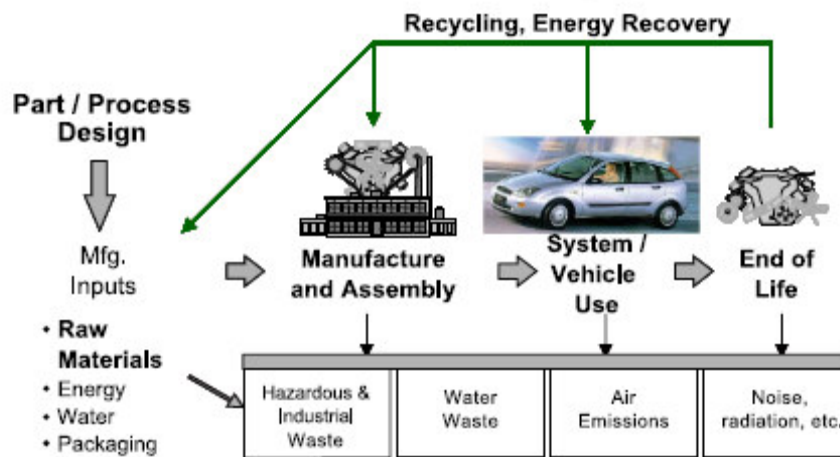 Recycling, Energy Recovery
Part / Process
Design
Mfg.
Inputs
• Raw
Materials
• Energy
• Water
• Packaging
Manufacture
and Assembly
System /
Vehicle
Use
End of
Life
Hazardous &
Industrial
Waste
Water
Waste
Air
Emissions
Noise,
radiation, etc.